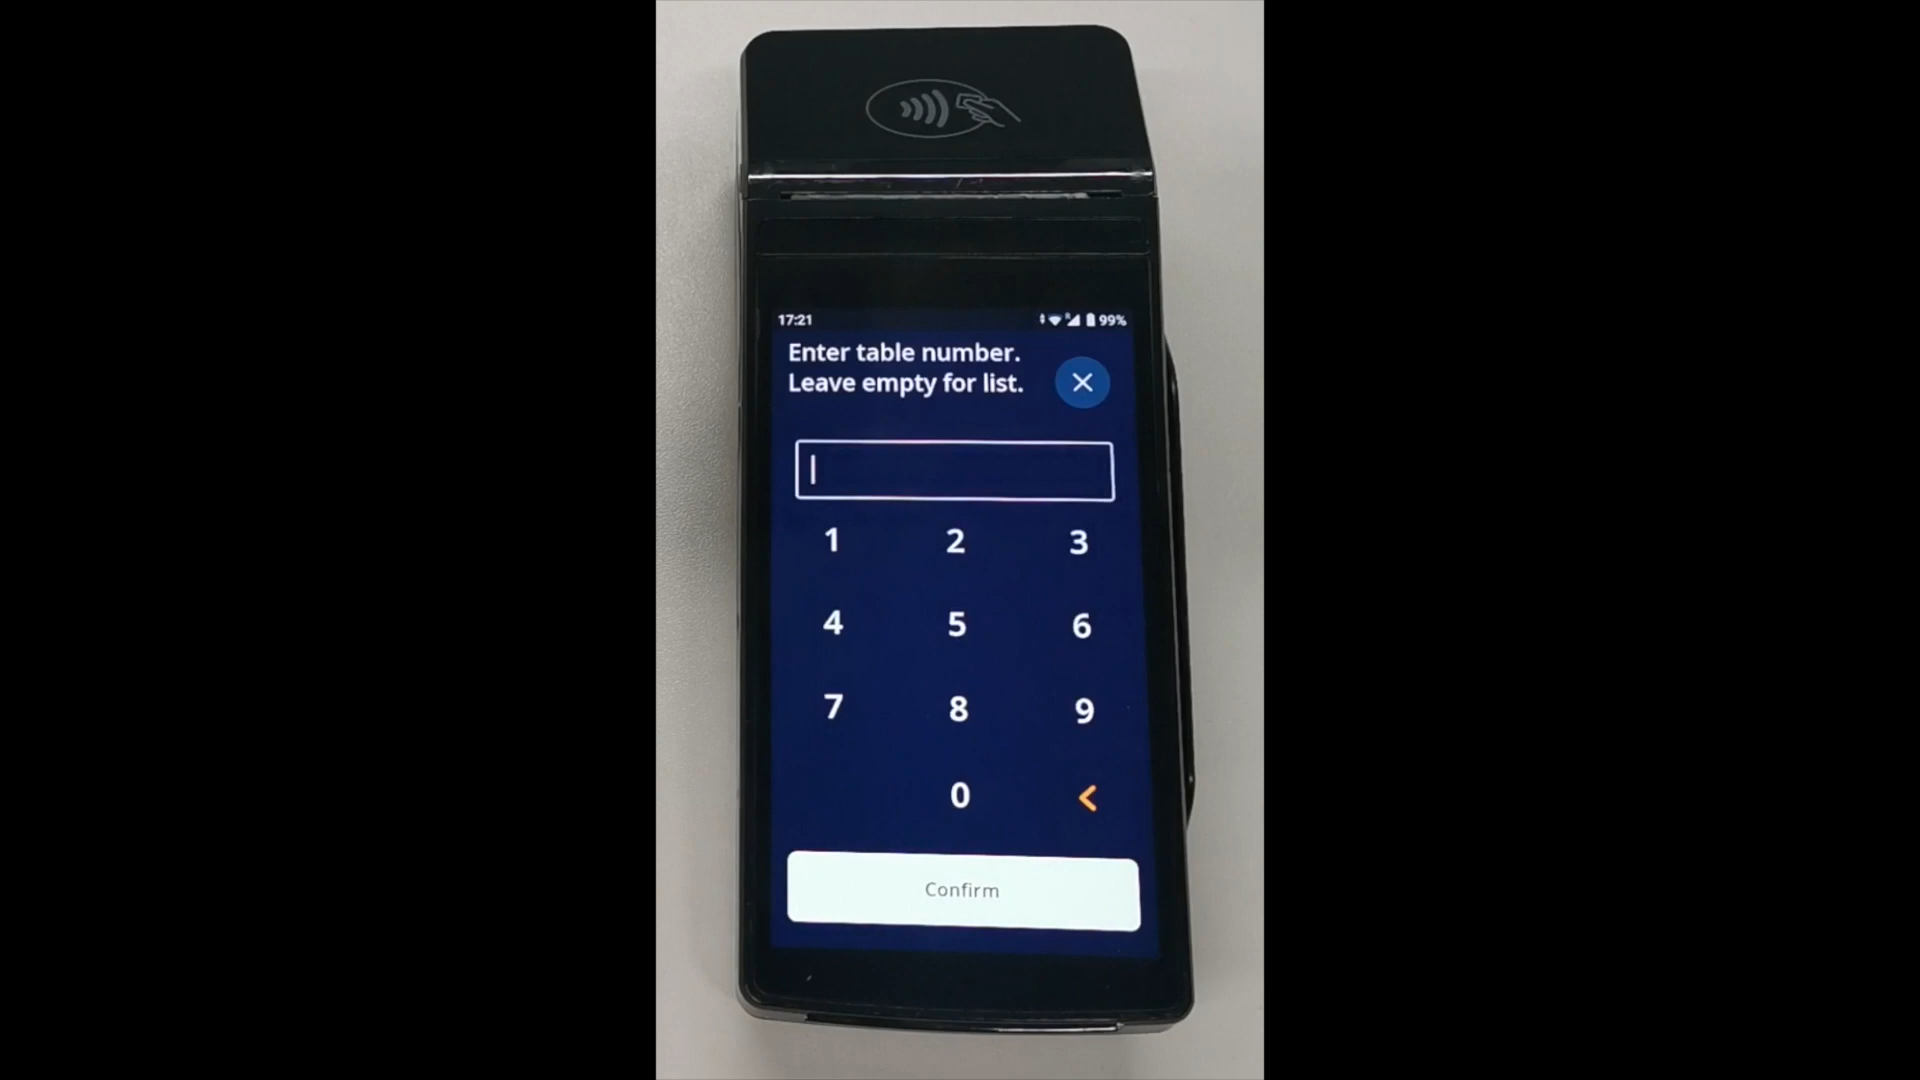 17:21
99%
Enter table number.
Leave empty for list.
1 2 3
4 5 6
7 8 9
0
Confirm